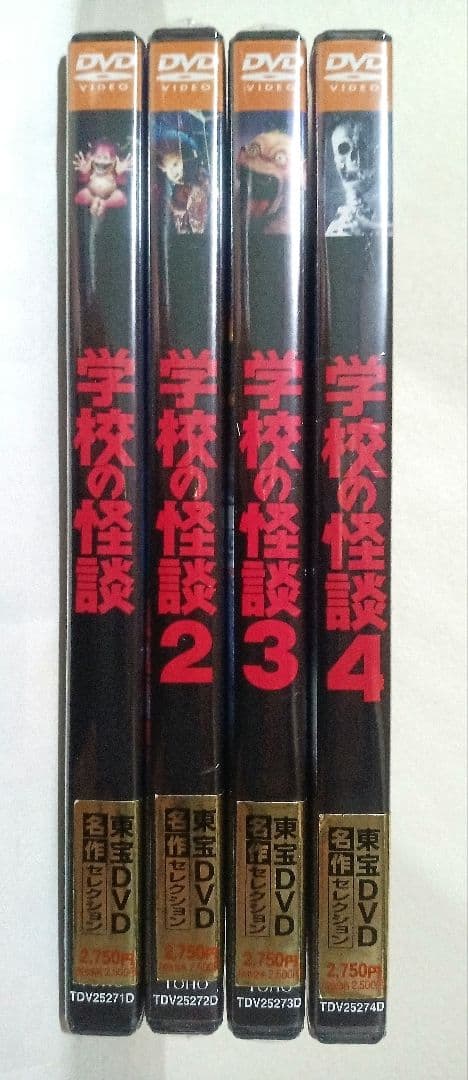 DVD
VIDEO
学校の怪談
東宝DVD
名作セレクション
2,750円
TDV25271D
DVD
VIDEO
学校の怪談2
東宝DVD
名作セレクション
2,750円
TOHO
TDV25272D
DVD
VIDEO
学校の怪談3
東宝DVD
名作セレクション
2,750円
TOHO
TDV25273D
DVD
VIDEO
学校の怪談4
東宝DVD
名作セレクション
2,750円
TDV25274D